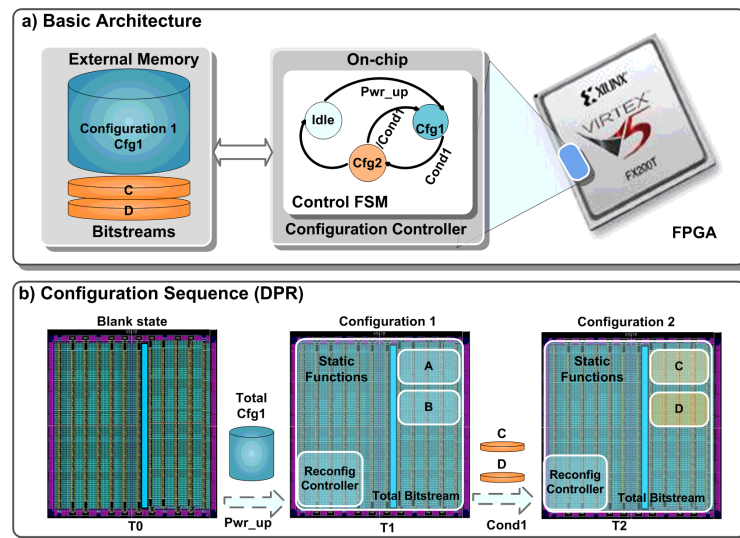 a) Basic Architecture
External Memory
Configuration 1
Cfg1
C
D
Bitstreams
On-chip
Pwr_up
Idle
Cfg1
/Cond1
Cfg2
Cond1
Control FSM
Configuration Controller
XILINX
VIRTEX
5
FX200T
FPGA
b) Configuration Sequence (DPR)
Blank state
T0
Total
Cfg1
Pwr_up
Configuration 1
Static
Functions
A
B
Reconfig
Controller
Total Bitstream
T1
C
D
Cond1
Configuration 2
Static
Functions
C
D
Reconfig
Controller
Total Bitstream
T2